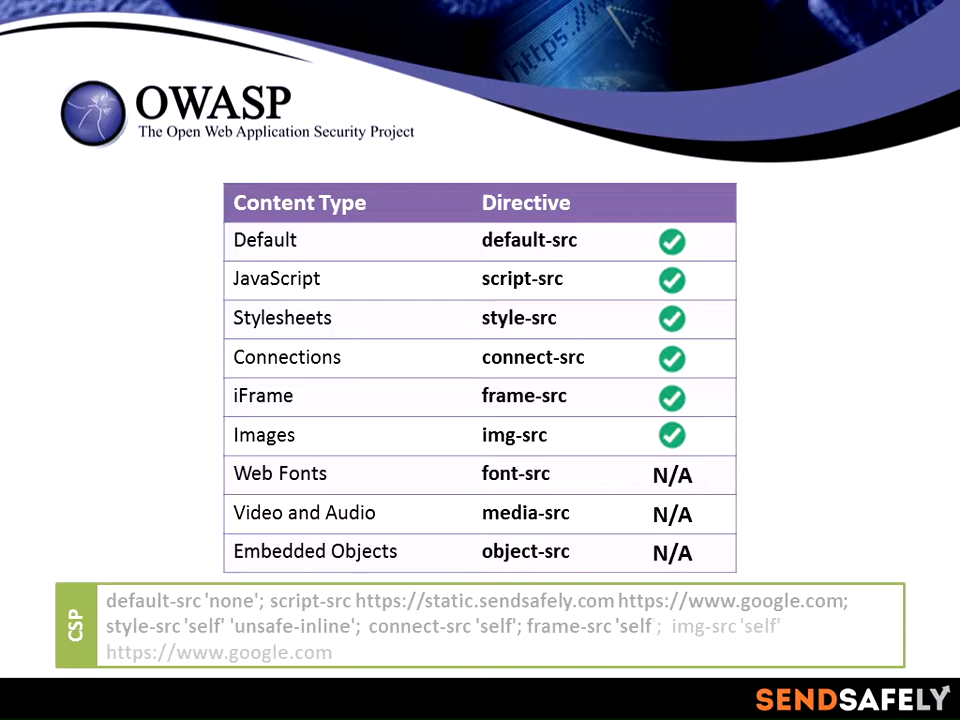 https://w
OWASP
The Open Web Application Security Project
Content Type Directive
Default default-src
JavaScript script-src
Stylesheets style-src
Connections connect-src
iFrame frame-src
Images img-src
Web Fonts font-src N/A
Video and Audio media-src N/A
Embedded Objects object-src N/A
CSP
default-src 'none'; script-src https://static.sendsafely.com https://www.google.com;
style-src 'self' 'unsafe-inline'; connect-src 'self'; frame-src 'self'; img-src 'self'
https://www.google.com
SENDSAFELY